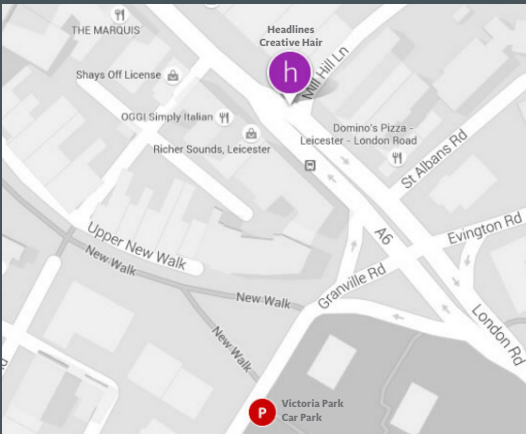 Headlines
Creative Hair
h
THE MARQUIS
Mill Hill Ln
Shays Off License
OGGI Simply Italian
Richer Sounds, Leicester
Domino's Pizza -
Leicester - London Road
St Albans Rd
Upper New Walk
New Walk
A6
Evington Rd
Granville Rd
New Walk
London Rd
New Walk
P
Victoria Park
Car Park